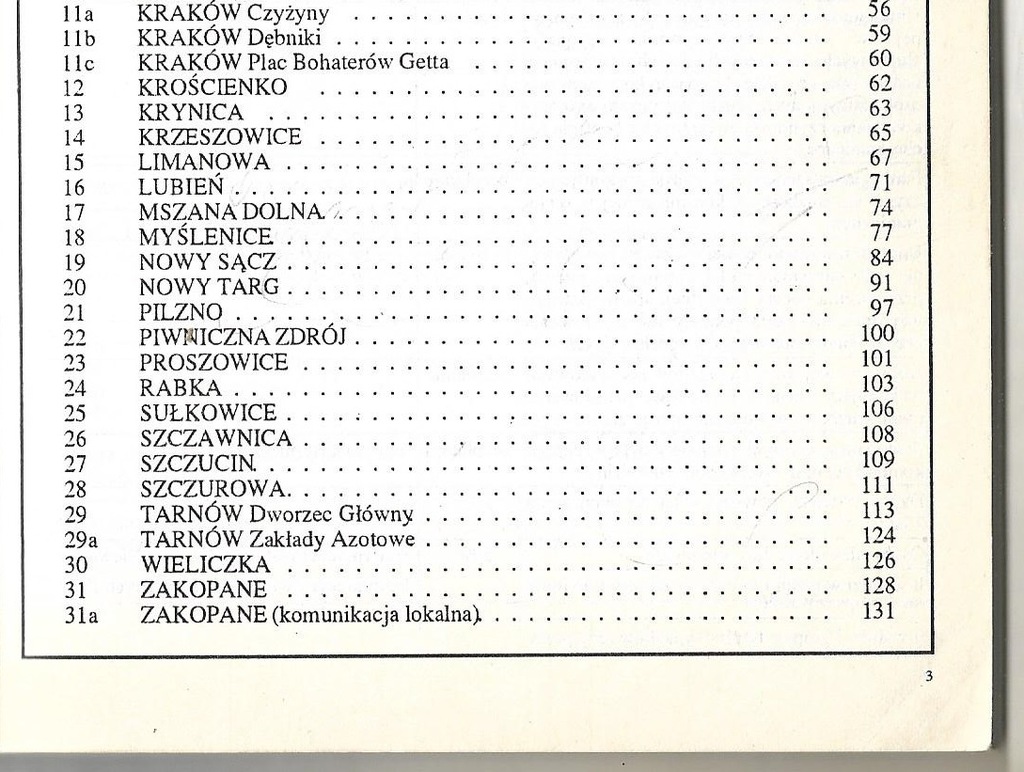 11a KRAKÓW Czyżyny . . . . . . . . . . . . . . . . . . . . . . . . . . . . . . 56
11b KRAKÓW Dębniki . . . . . . . . . . . . . . . . . . . . . . . . . . . . . . 59
11c KRAKÓW Plac Bohaterów Getta . . . . . . . . . . . . . . . . . . . . . . 60
12 KROŚCIENKO . . . . . . . . . . . . . . . . . . . . . . . . . . . . . . . 62
13 KRYNICA . . . . . . . . . . . . . . . . . . . . . . . . . . . . . . . . . . 63
14 KRZESZOWICE . . . . . . . . . . . . . . . . . . . . . . . . . . . . . . . . 65
15 LIMANOWA . . . . . . . . . . . . . . . . . . . . . . . . . . . . . . . . . 67
16 LUBIEŃ . . . . . . . . . . . . . . . . . . . . . . . . . . . . . . . . . . . 71
17 MSZANA DOLNA . . . . . . . . . . . . . . . . . . . . . . . . . . . . . . 74
18 MYŚLENICE . . . . . . . . . . . . . . . . . . . . . . . . . . . . . . . . . 77
19 NOWY SĄCZ . . . . . . . . . . . . . . . . . . . . . . . . . . . . . . . . . 84
20 NOWY TARG . . . . . . . . . . . . . . . . . . . . . . . . . . . . . . . . . 91
21 PILZNO . . . . . . . . . . . . . . . . . . . . . . . . . . . . . . . . . . . . 97
22 PIWNICZNA ZDRÓJ . . . . . . . . . . . . . . . . . . . . . . . . . . . . 100
23 PROSZOWICE . . . . . . . . . . . . . . . . . . . . . . . . . . . . . . . . 101
24 RABKA . . . . . . . . . . . . . . . . . . . . . . . . . . . . . . . . . . . . 103
25 SUŁKOWICE . . . . . . . . . . . . . . . . . . . . . . . . . . . . . . . . . 106
26 SZCZAWNICA . . . . . . . . . . . . . . . . . . . . . . . . . . . . . . . . 108
27 SZCZUCIN . . . . . . . . . . . . . . . . . . . . . . . . . . . . . . . . . . 109
28 SZCZUROWA . . . . . . . . . . . . . . . . . . . . . . . . . . . . . . . . 111
29 TARNÓW Dworzec Główny . . . . . . . . . . . . . . . . . . . . . . . . 113
29a TARNÓW Zakłady Azotowe . . . . . . . . . . . . . . . . . . . . . . . . 124
30 WIELICZKA . . . . . . . . . . . . . . . . . . . . . . . . . . . . . . . . . 126
31 ZAKOPANE . . . . . . . . . . . . . . . . . . . . . . . . . . . . . . . . . 128
31a ZAKOPANE (komunikacja lokalna) . . . . . . . . . . . . . . . . . . . . 131
3